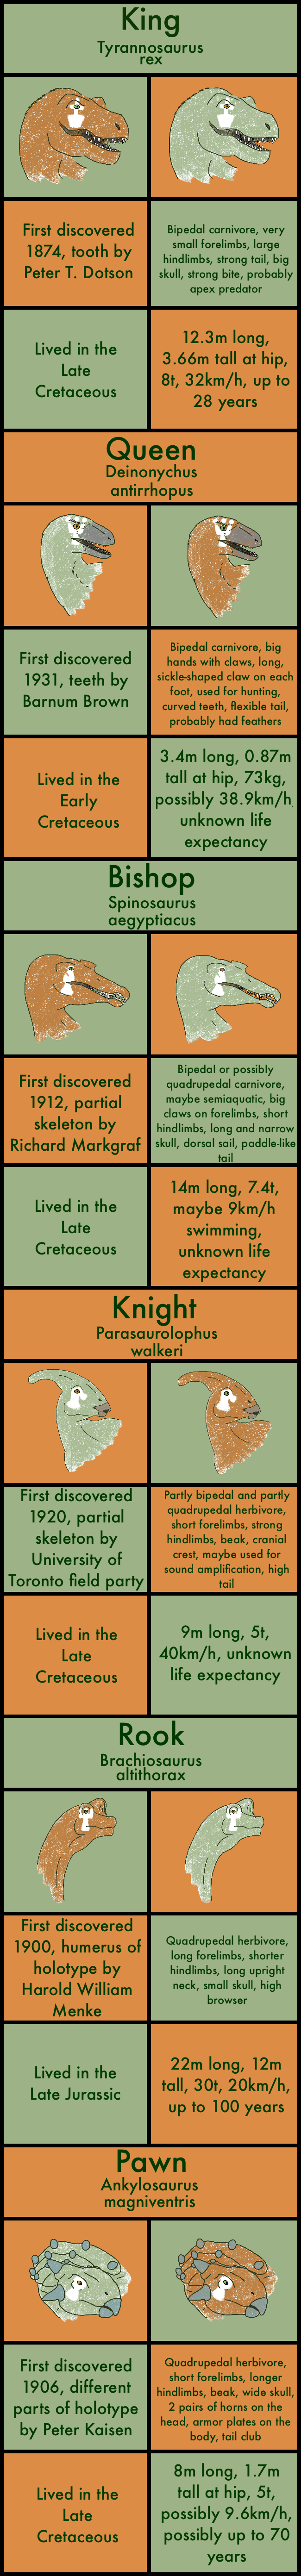 King
Tyrannosaurus
rex
First discovered
1874, tooth by
Peter T. Dotson
Bipedal carnivore, very
small forelimbs, large
hindlimbs, strong tail, big
skull, strong bite, probably
apex predator
Lived in the
Late
Cretaceous
12.3m long,
3.66m tall at hip,
8t, 32km/h, up to
28 years
Queen
Deinonychus
antirrhopus
First discovered
1931, teeth by
Barnum Brown
Bipedal carnivore, big
hands with claws, long,
sickle-shaped claw on each
foot, used for hunting,
curved teeth, flexible tail,
probably had feathers
Lived in the
Early
Cretaceous
3.4m long, 0.87m
tall at hip, 73kg,
possibly 38.9km/h
unknown life
expectancy
Bishop
Spinosaurus
aegyptiacus
First discovered
1912, partial
skeleton by
Richard Markgraf
Bipedal or possibly
quadrupedal carnivore,
maybe semiaquatic, big
claws on forelimbs, short
hindlimbs, long and narrow
skull, dorsal sail, paddle-like
tail
Lived in the
Late
Cretaceous
14m long, 7.4t,
maybe 9km/h
swimming,
unknown life
expectancy
Knight
Parasaurolophus
walkeri
First discovered
1920, partial
skeleton by
University of
Toronto field party
Partly bipedal and partly
quadrupedal herbivore,
short forelimbs, strong
hindlimbs, beak, cranial
crest, maybe used for
sound amplification, high
tail
Lived in the
Late
Cretaceous
9m long, 5t,
40km/h, unknown
life expectancy
Rook
Brachiosaurus
altithorax
First discovered
1900, humerus of
holotype by
Harold William
Menke
Quadrupedal herbivore,
long forelimbs, shorter
hindlimbs, long upright
neck, small skull, high
browser
Lived in the
Late Jurassic
22m long, 12m
tall, 30t, 20km/h,
up to 100 years
Pawn
Ankylosaurus
magniventris
First discovered
1906, different
parts of holotype
by Peter Kaisen
Quadrupedal herbivore,
short forelimbs, longer
hindlimbs, beak, wide skull,
2 pairs of horns on the
head, armor plates on the
body, tail club
Lived in the
Late
Cretaceous
8m long, 1.7m
tall at hip, 5t,
possibly 9.6km/h,
possibly up to 70
years